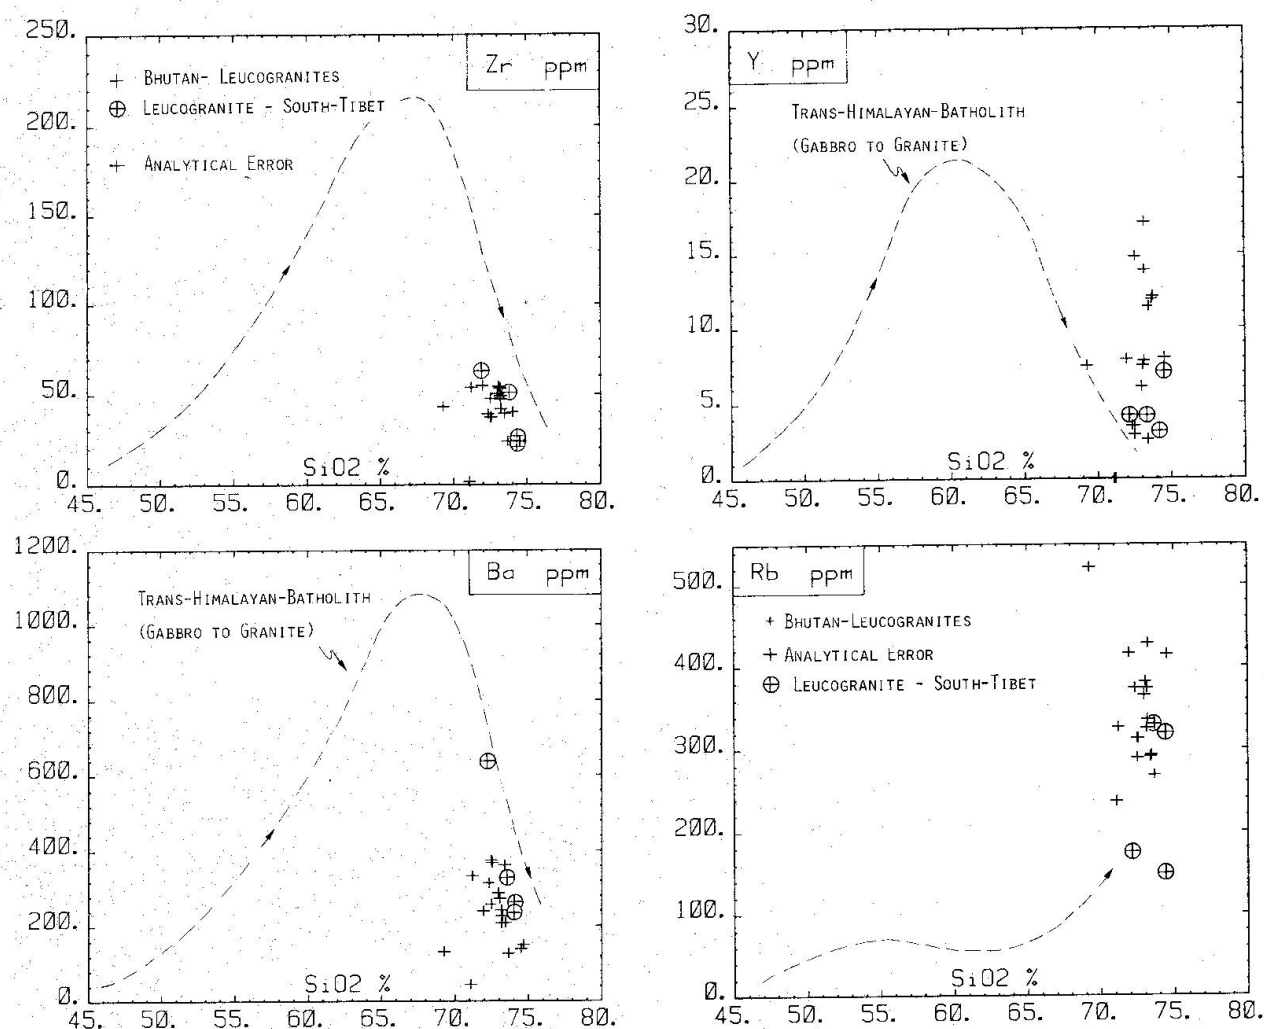 250.
200.
150.
100.
50.
0.
45. 50. 55. 60. 65. 70. 75. 80.
Zr ppm
+ BHUTAN- LEUCOGRANITES
⊕ LEUCOGRANITE - SOUTH-TIBET
+ ANALYTICAL ERROR
SiO2 %
30.
25.
20.
15.
10.
5.
0.
45. 50. 55. 60. 65. 70. 75. 80.
Y ppm
TRANS-HIMALAYAN-BATHOLITH
(GABBRO TO GRANITE)
SiO2 %
1200.
1000.
800.
600.
400.
200.
0.
45. 50. 55. 60. 65. 70. 75. 80.
Ba ppm
TRANS-HIMALAYAN-BATHOLITH
(GABBRO TO GRANITE)
SiO2 %
500.
400.
300.
200.
100.
0.
45. 50. 55. 60. 65. 70. 75. 80.
Rb ppm
+ BHUTAN-LEUCOGRANITES
+ ANALYTICAL ERROR
⊕ LEUCOGRANITE - SOUTH-TIBET
SiO2 %